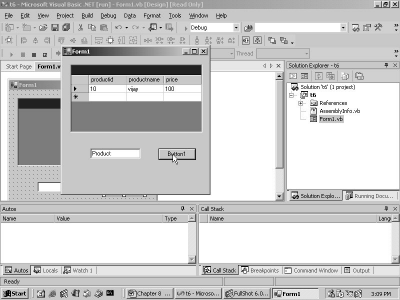 t6 - Microsoft Visual Basic .NET [run] - Form1.vb [Design] [Read Only]
File Edit View Project Build Debug Data Format Tools Window Help
Debug
Thread
Start Page Form1.vb
Form1
Form1
productid productname price
10 vijay 100
Product
Button1
Solution Explorer - t6
Solution 't6' (1 project)
t6
References
AssemblyInfo.vb
Form1.vb
Solution Explo... Running Docu...
Autos
Name Value Type
Autos Locals Watch 1
Call Stack
Name Langu
Call Stack Breakpoints Command Window Output
Ready
Start Chapter 8 t6 - Microso... FullShot 6.0... Form1 3:09 PM